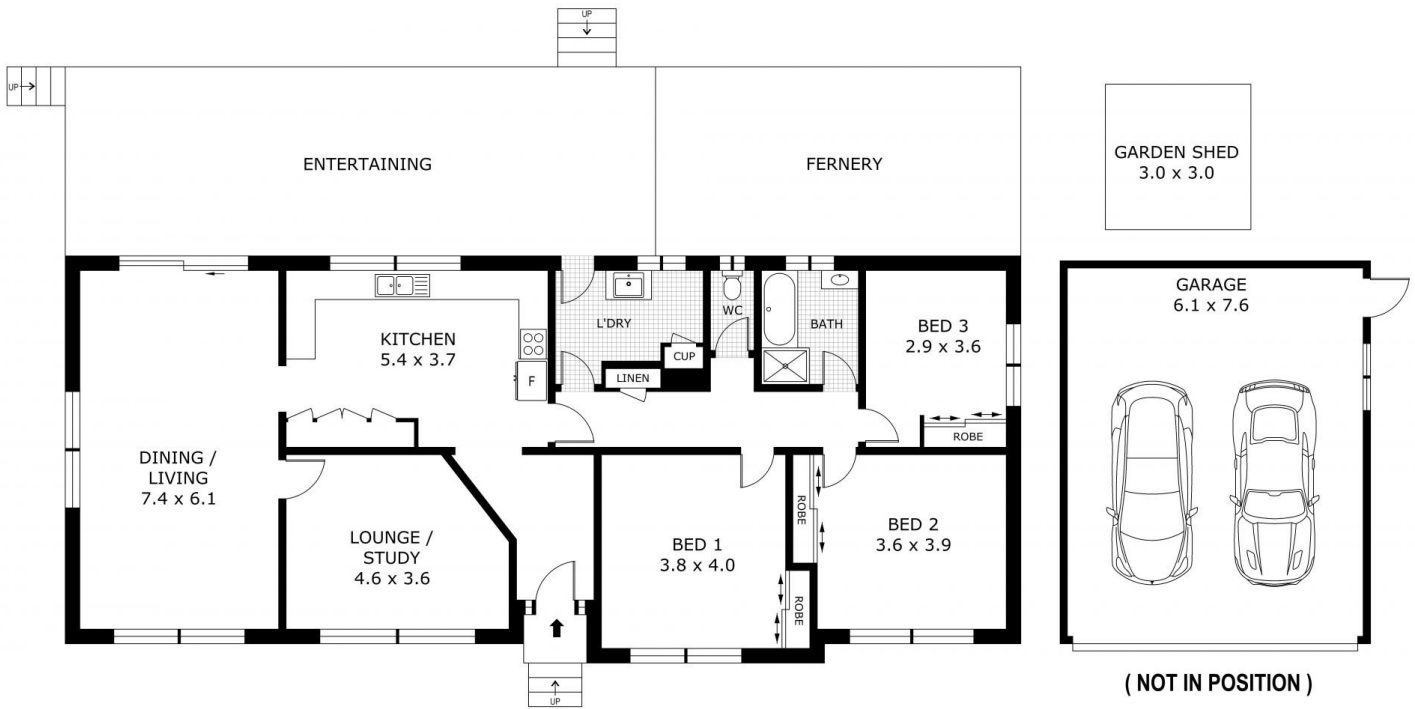 UP
UP
ENTERTAINING
FERNERY
GARDEN SHED
3.0 x 3.0
KITCHEN
5.4 x 3.7
F
L'DRY
CUP
LINEN
WC
BATH
BED 3
2.9 x 3.6
ROBE
GARAGE
6.1 x 7.6
DINING /
LIVING
7.4 x 6.1
LOUNGE /
STUDY
4.6 x 3.6
BED 1
3.8 x 4.0
ROBE
ROBE
BED 2
3.6 x 3.9
UP
( NOT IN POSITION )